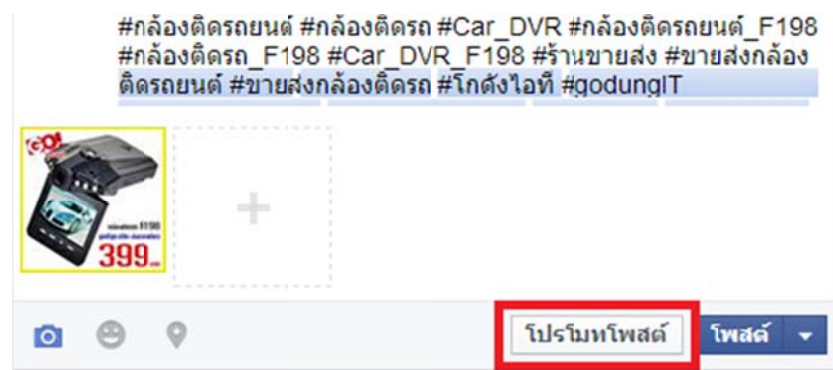 #กล้องติดรถยนต์ #กล้องติดรถ #Car_DVR #กล้องติดรถยนต์_F198
#กล้องติดรถ_F198 #Car_DVR_F198 #ร้านขายส่ง #ขายส่งกล้อง
ติดรถยนต์ #ขายส่งกล้องติดรถ #โกดังไอที #godungIT
GO!
F198
399.-
โปรโมทโพสต์ โพสต์